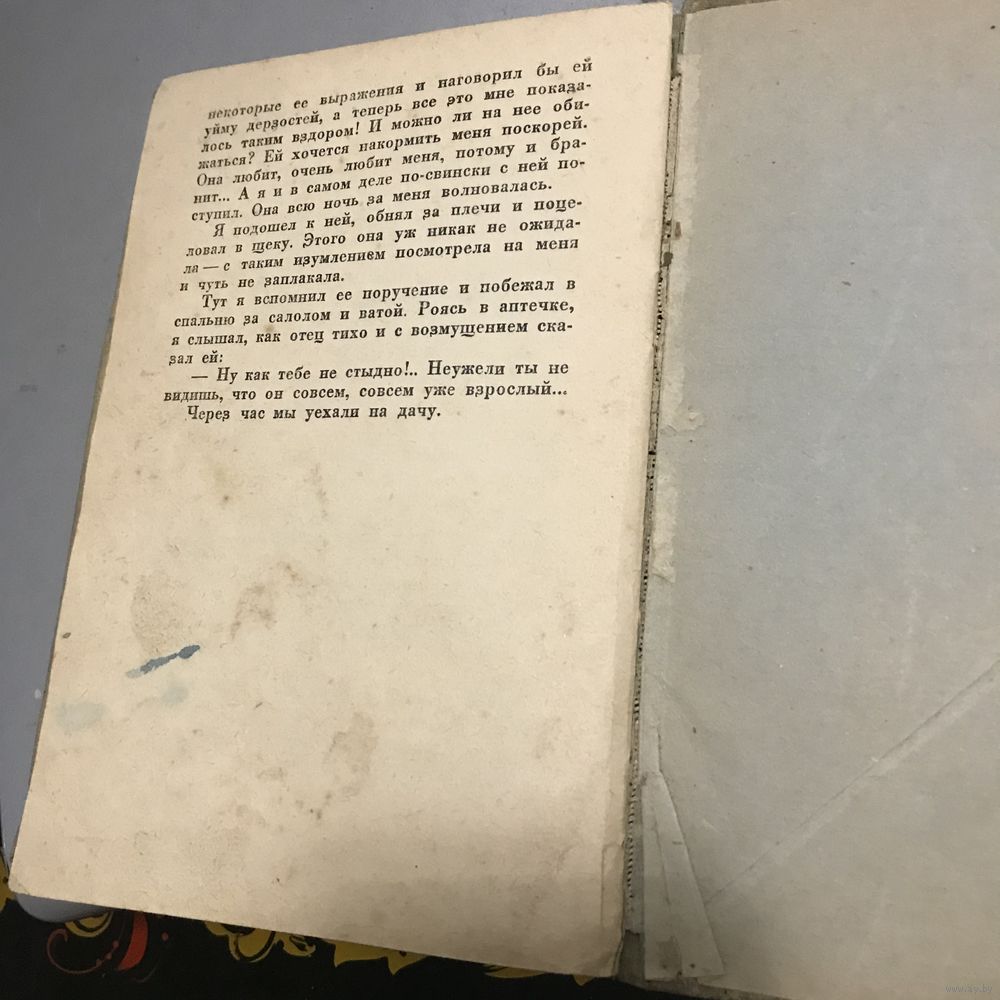 некоторые ее выражения и наговорил бы ей
уйму дерзостей, а теперь все это мне показа-
лось таким вздором! И можно ли на нее оби-
жаться? Ей хочется накормить меня поскорей.
Она любит, очень любит меня, потому и бра-
нит... А я и в самом деле по-свински с ней по-
ступил. Она всю ночь за меня волновалась.
Я подошел к ней, обнял за плечи и поце-
ловал в щеку. Этого она уж никак не ожида-
ла — с таким изумлением посмотрела на меня
и чуть не заплакала.
Тут я вспомнил ее поручение и побежал в
спальню за салолом и ватой. Роясь в аптечке,
я слышал, как отец тихо и с возмущением ска-
зал ей:
— Ну как тебе не стыдно!.. Неужели ты не
видишь, что он совсем, совсем уже взрослый...
Через час мы уехали на дачу.
www.ay.by